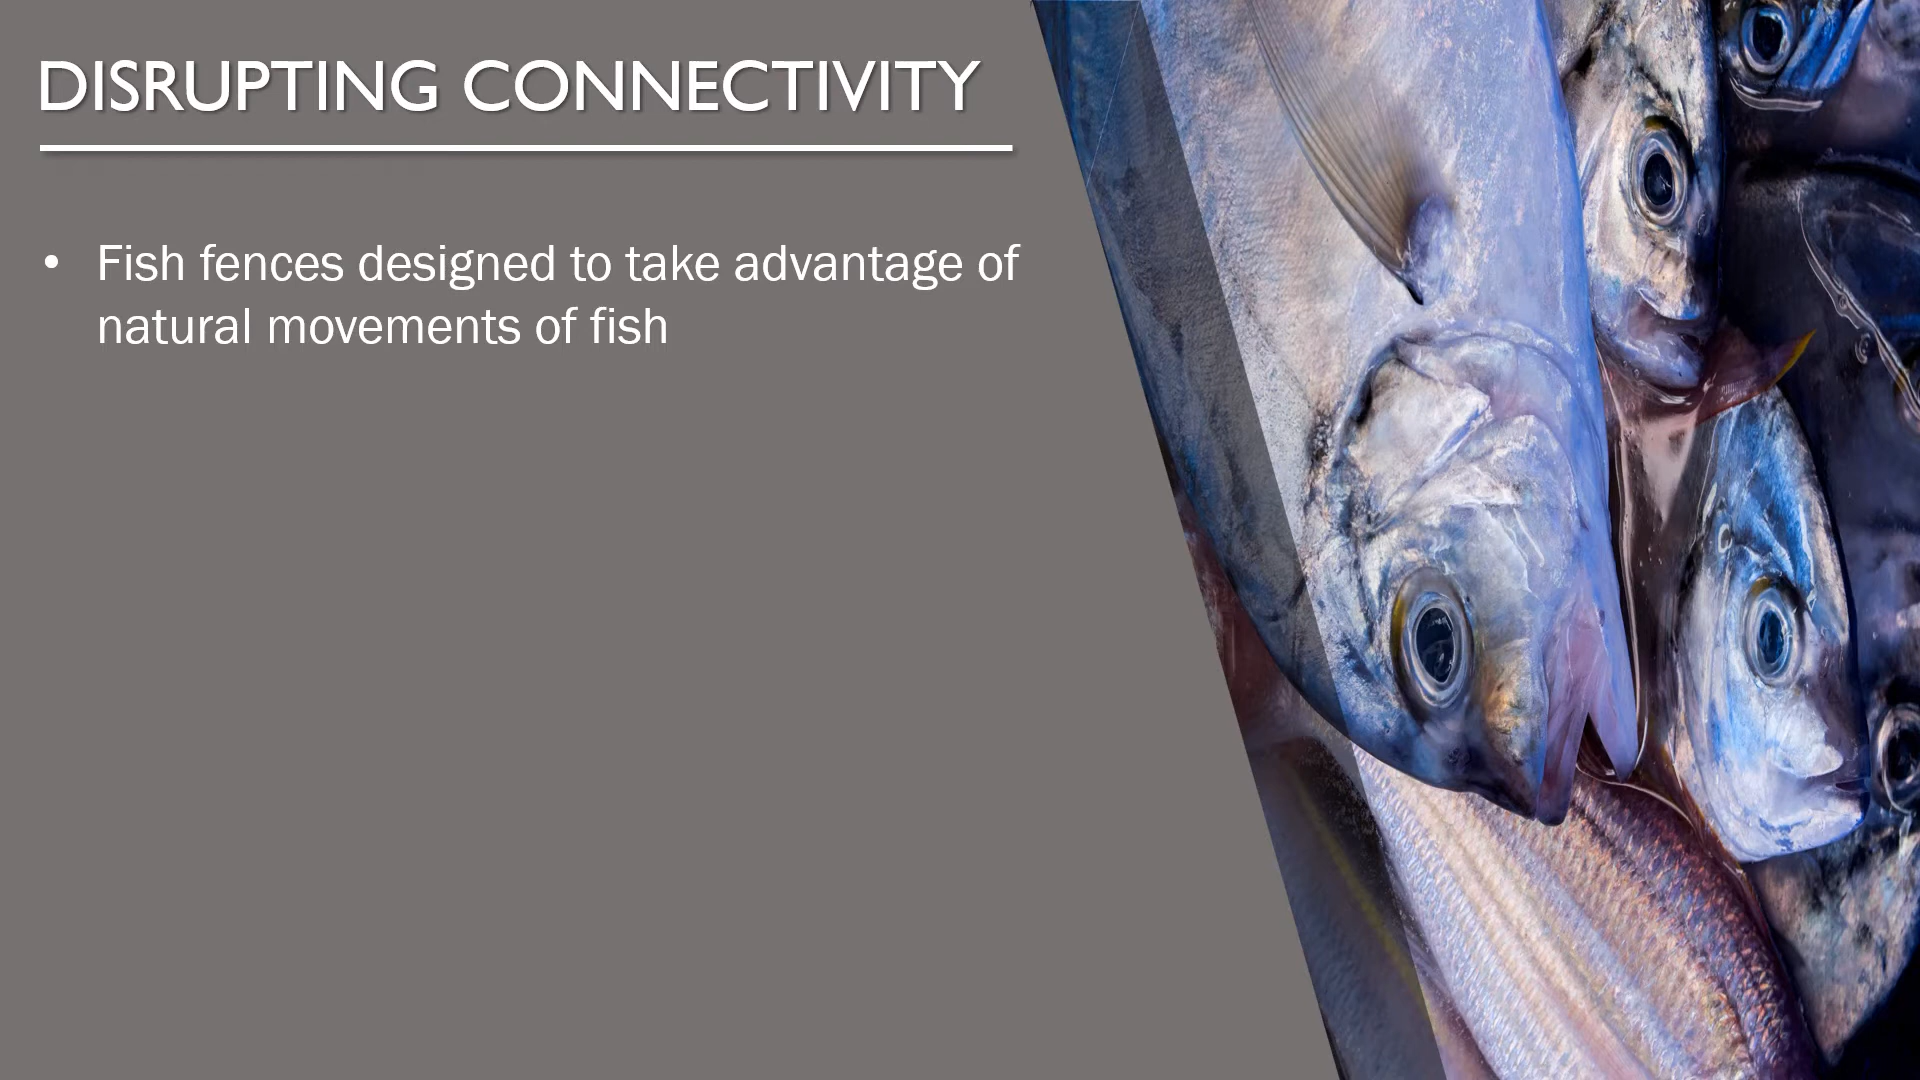 DISRUPTING CONNECTIVITY
• Fish fences designed to take advantage of
natural movements of fish